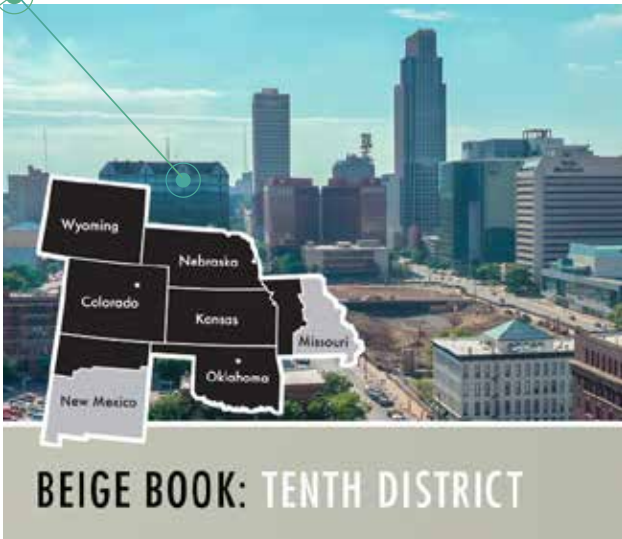 Wyoming
Nebraska
Colorado
Kansas
Missouri
Oklahoma
New Mexico
BEIGE BOOK: TENTH DISTRICT